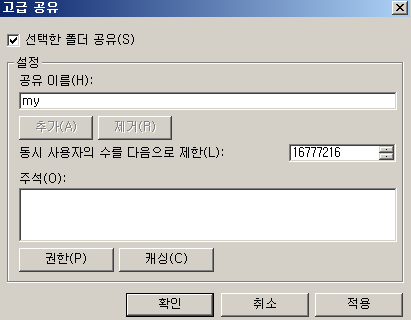 고급 공유
선택한 폴더 공유(S)
설정
공유 이름(H):
my
추가(A) 제거(R)
동시 사용자의 수를 다음으로 제한(L): 16777216
주석(O):
권한(P) 캐싱(C)
확인 취소 적용